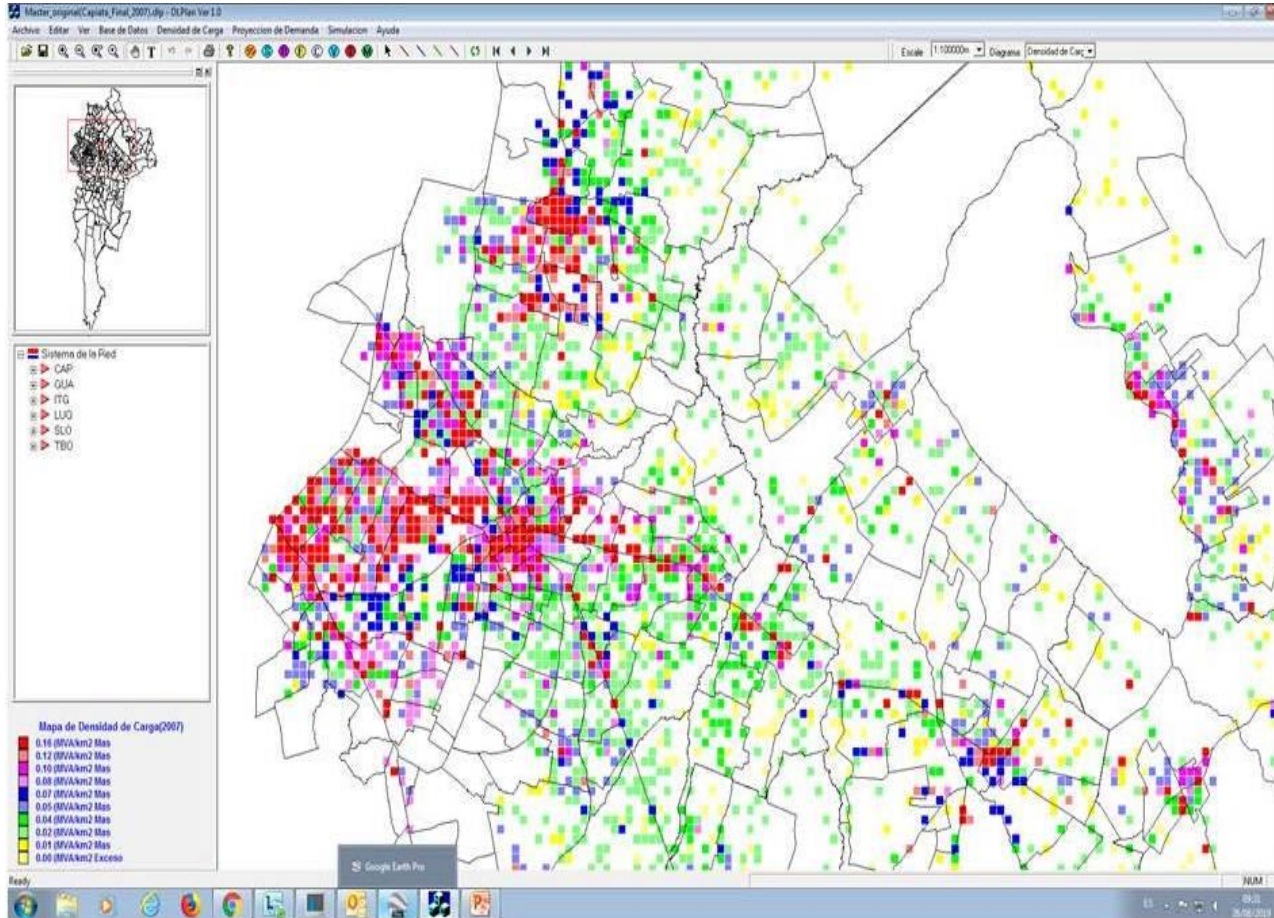 Master_original(Capiata_Final_2007).dlp - DLPlan Ver 1.0
Archivo Editar Ver Base de Datos Densidad de Carga Proyeccion de Demanda Simulacion Ayuda
Escale 1:100000m Diagrama Densidad de Carg
Sistema de la Pied
CAP
GUA
ITG
LUQ
SLO
TBO
Mapa de Densidad de Carga(2007)
0.16 (MVA/km2 Mas
0.12 (MVA/km2 Mas
0.10 (MVA/km2 Mas
0.08 (MVA/km2 Mas
0.07 (MVA/km2 Mas
0.05 (MVA/km2 Mas
0.04 (MVA/km2 Mas
0.02 (MVA/km2 Mas
0.01 (MVA/km2 Mas
0.00 (MVA/km2 Exceso
Google Earth Pro
Ready
NUM
ES